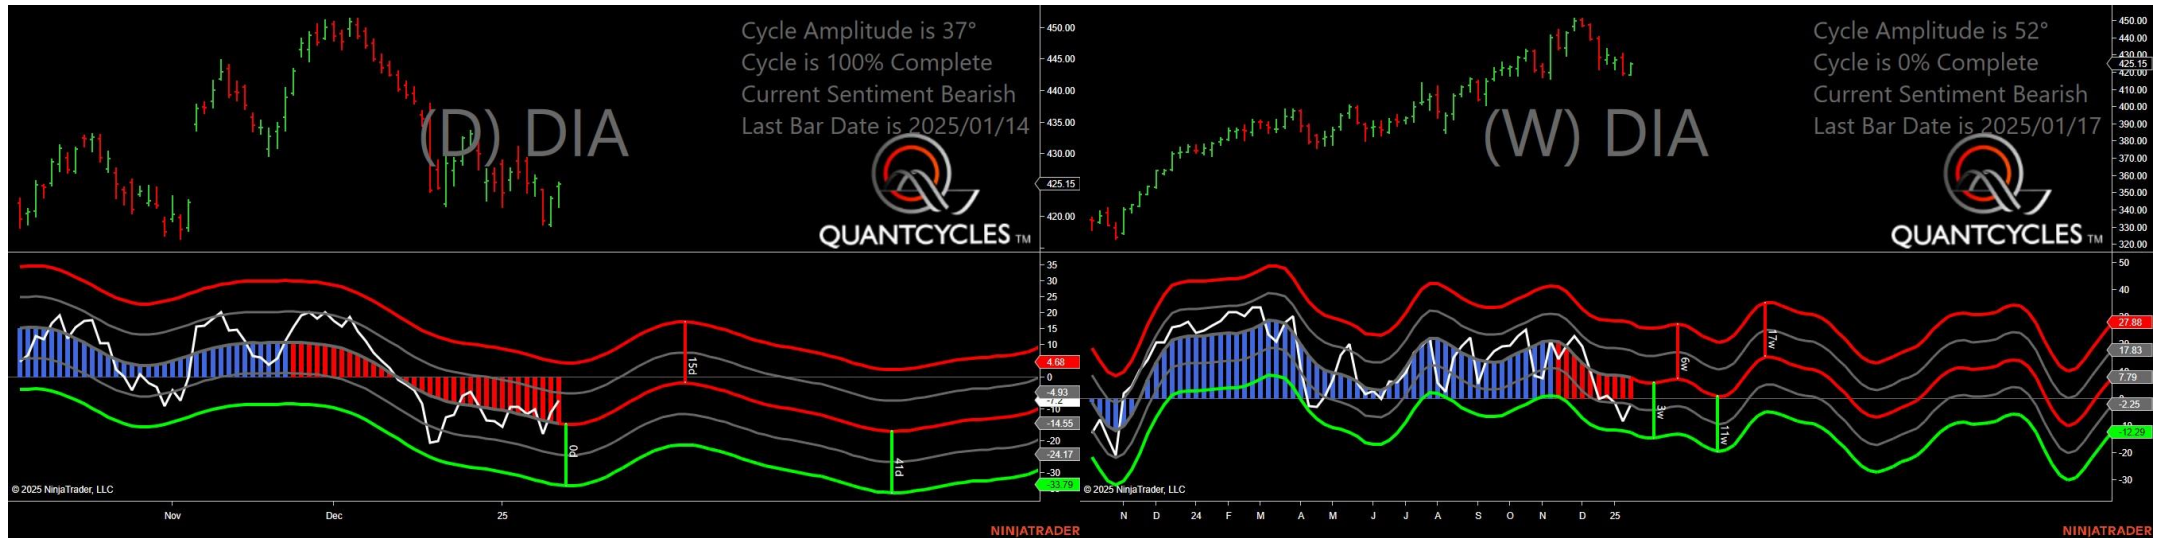 Cycle Amplitude is 37°
Cycle is 100% Complete
Current Sentiment Bearish
Last Bar Date is 2025/01/14
(D) DIA
QUANTCYCLES TM
450.00
445.00
440.00
435.00
430.00
425.15
420.00
35
30
25
20
15
10
4.68
0
-4.93
-10
-14.55
-20
-24.17
-30
-33.79
15d
0d
41d
© 2025 NinjaTrader, LLC
Nov
Dec
25
NINJATRADER
Cycle Amplitude is 52°
Cycle is 0% Complete
Current Sentiment Bearish
Last Bar Date is 2025/01/17
(W) DIA
QUANTCYCLES TM
450.00
440.00
430.00
425.15
420.00
410.00
400.00
390.00
380.00
370.00
360.00
350.00
340.00
330.00
320.00
50
40
27.88
17.83
7.79
-2.25
-12.29
-20
-30
6w
17w
3w
11w
© 2025 NinjaTrader, LLC
N
D
24
F
M
A
M
J
J
A
S
O
N
D
25
NINJATRADER